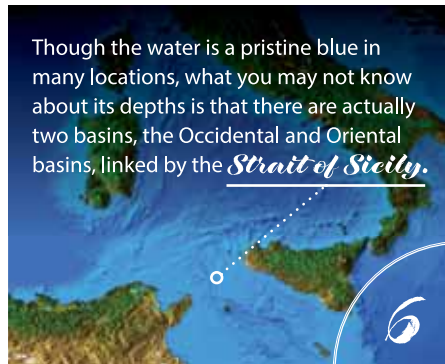 Though the water is a pristine blue in
many locations, what you may not know
about its depths is that there are actually
two basins, the Occidental and Oriental
basins, linked by the Strait of Sicily.
6